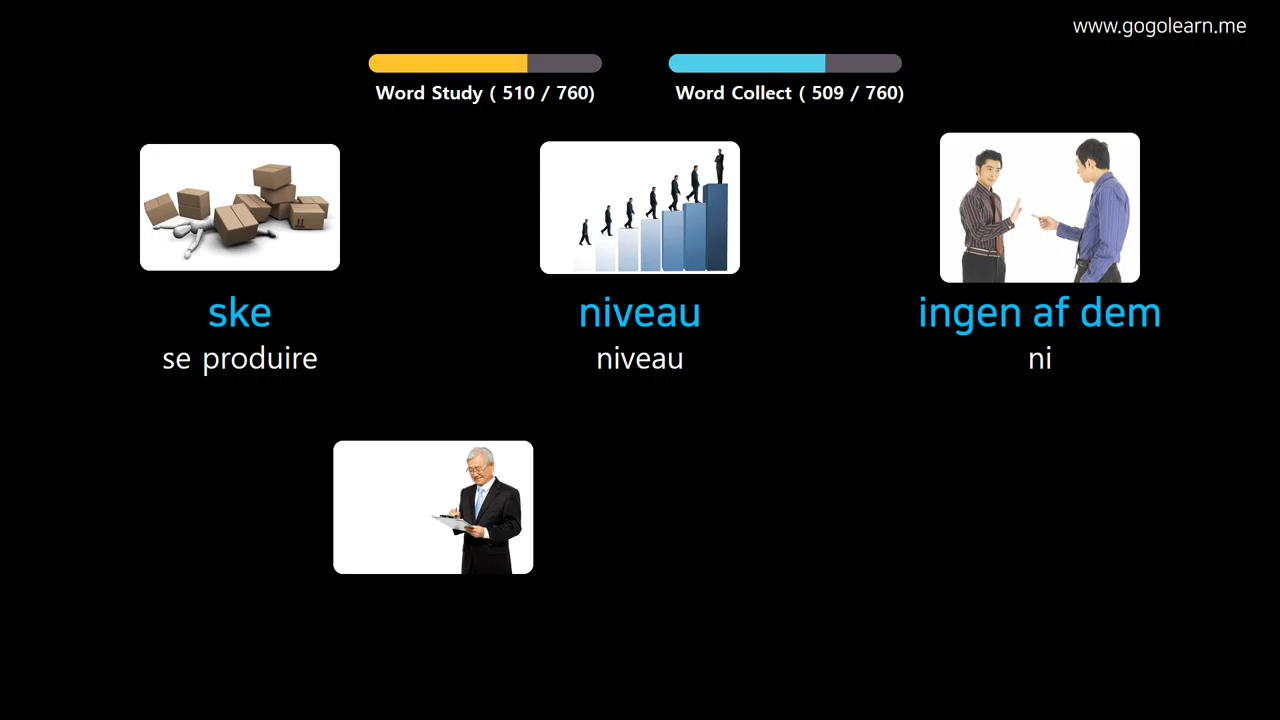 www.gogolearn.me
Word Study ( 510 / 760)
Word Collect ( 509 / 760)
ske
niveau
ingen af dem
se produire
niveau
ni